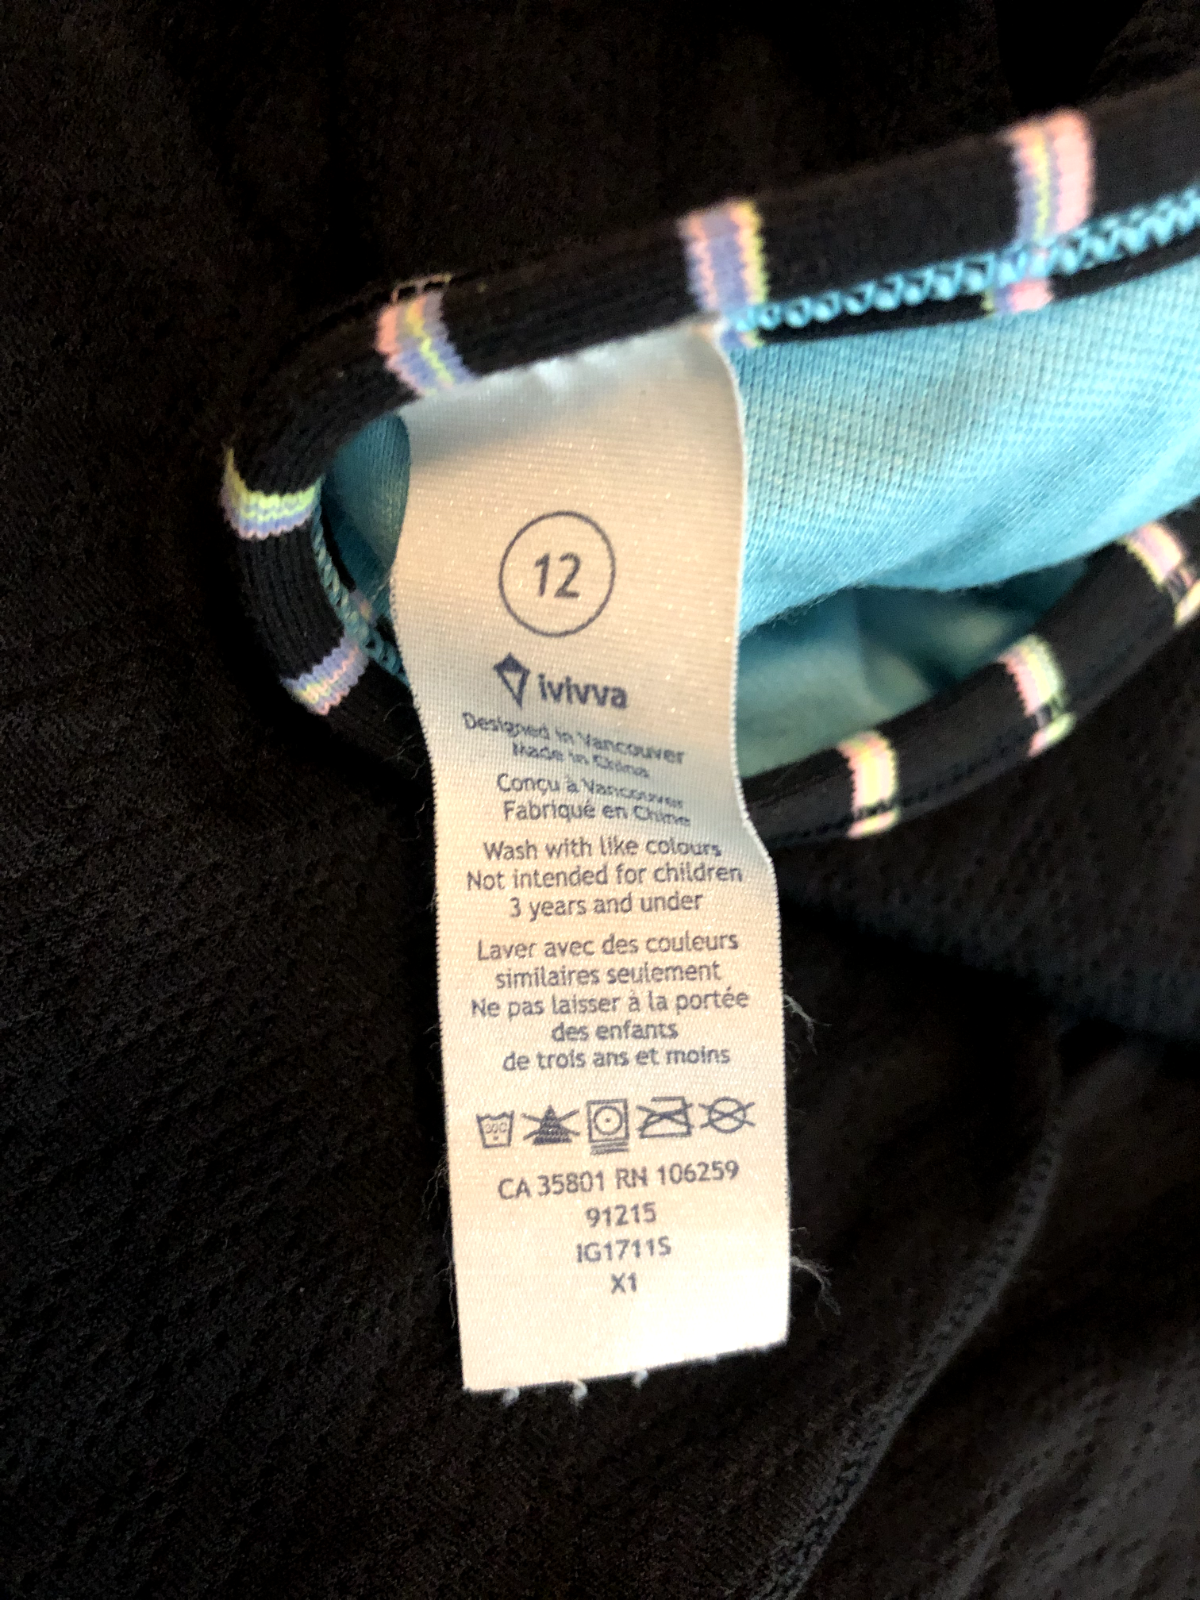 12
ivivva
Designed in Vancouver
Made in China
Conçu à Vancouver
Fabriqué en Chine
Wash with like colours
Not intended for children
3 years and under
Laver avec des couleurs
similaires seulement
Ne pas laisser à la portée
des enfants
de trois ans et moins
30C
CA 35801 RN 106259
91215
IG1711S
X1